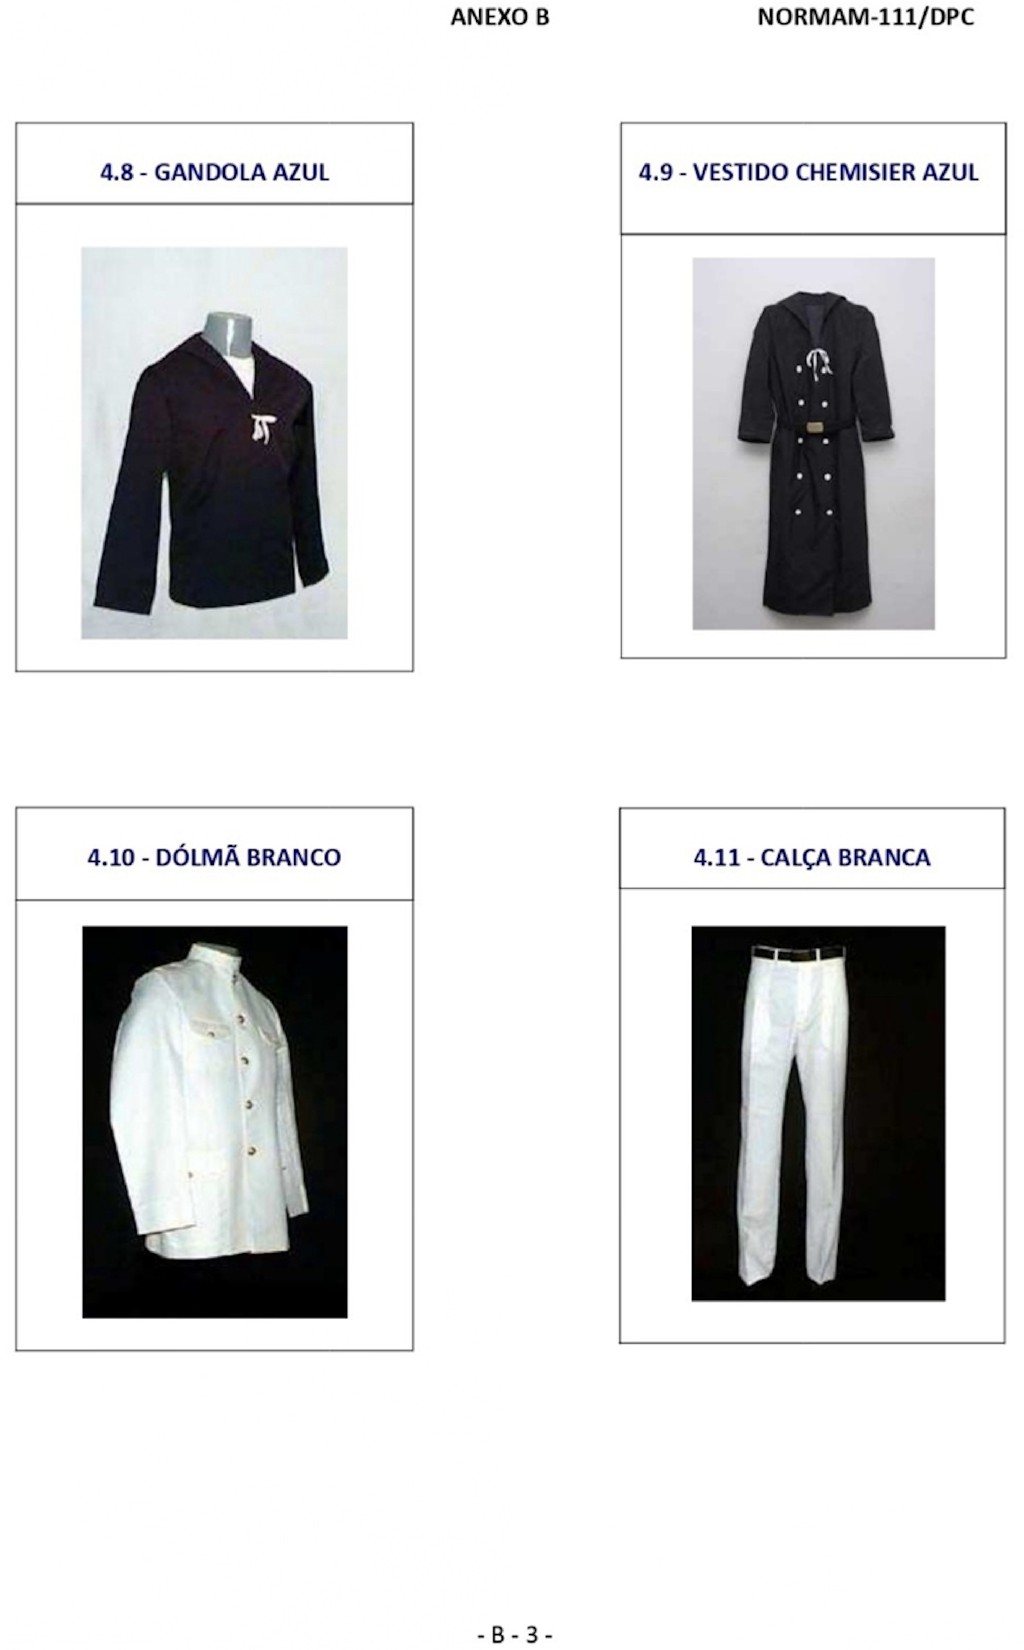 ANEXO B
NORMAM-111/DPC
4.8 - GANDOLA AZUL
4.9 - VESTIDO CHEMISIER AZUL
4.10 - DÓLMÃ BRANCO
4.11 - CALÇA BRANCA
- B - 3 -